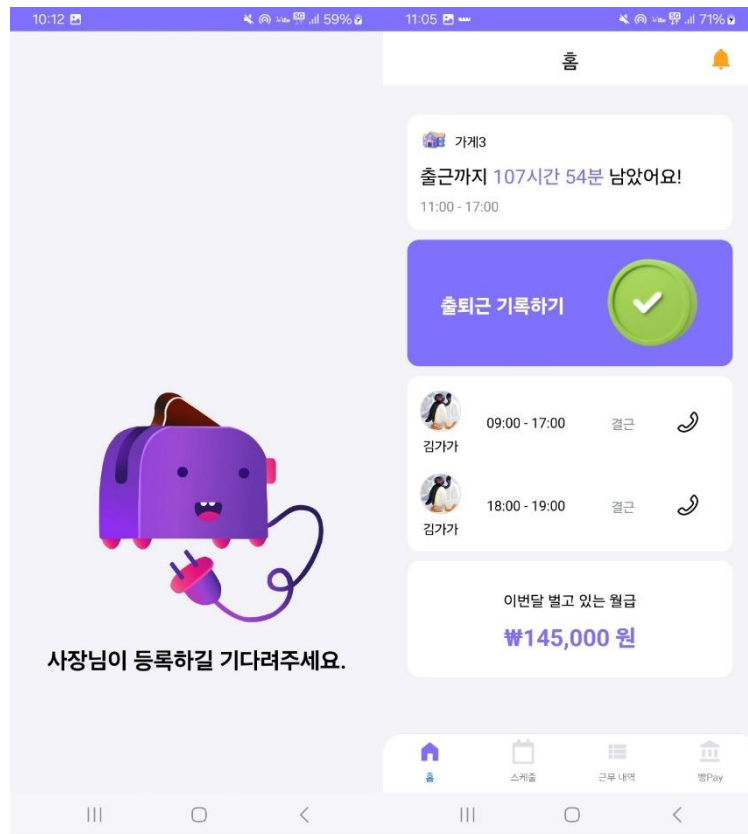 10:12
59%
사장님이 등록하길 기다려주세요.
11:05
71%
홈
가게3
출근까지 107시간 54분 남았어요!
11:00 - 17:00
출퇴근 기록하기
09:00 - 17:00 결근
김가가
18:00 - 19:00 결근
김가가
이번달 벌고 있는 월급
₩145,000 원
홈 스케줄 근무 내역 빵Pay